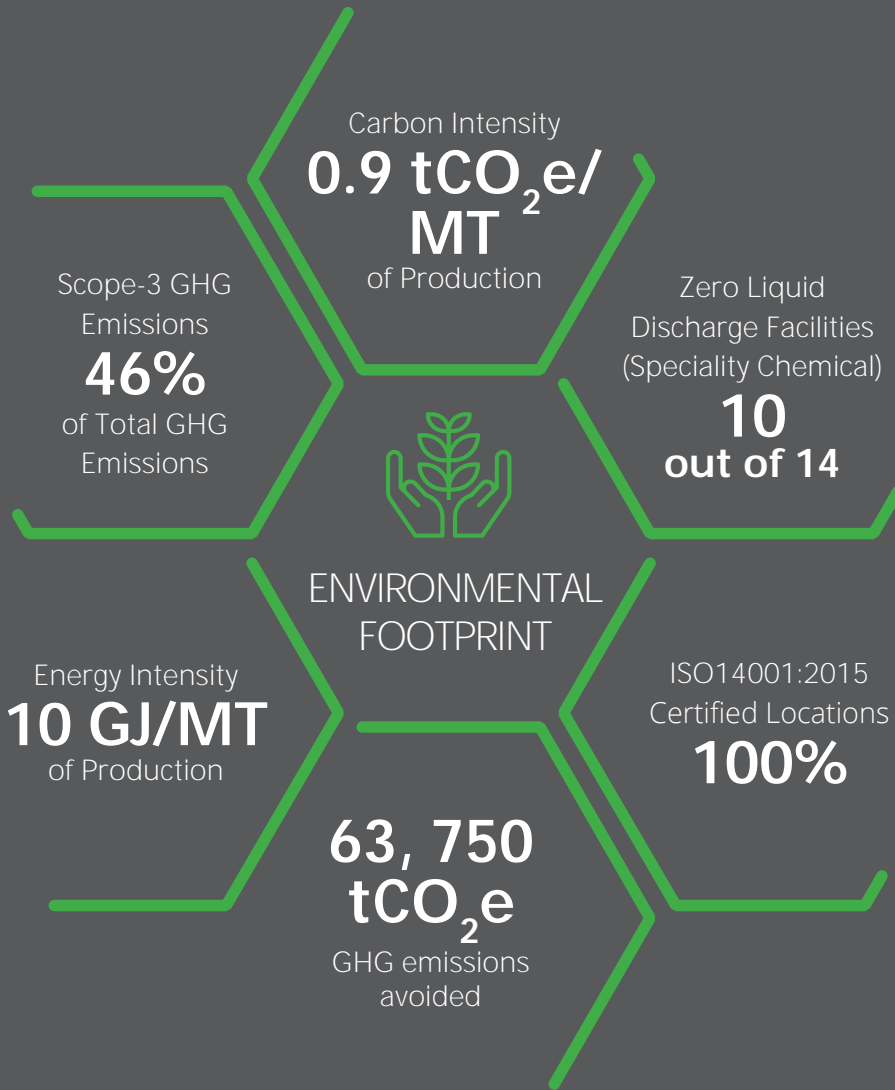 Carbon Intensity
0.9 tCO₂e/
MT
of Production
Scope-3 GHG
Emissions
46%
of Total GHG
Emissions
Zero Liquid
Discharge Facilities
(Speciality Chemical)
10
out of 14
ENVIRONMENTAL
FOOTPRINT
Energy Intensity
10 GJ/MT
of Production
ISO14001:2015
Certified Locations
100%
63, 750
tCO₂e
GHG emissions
avoided